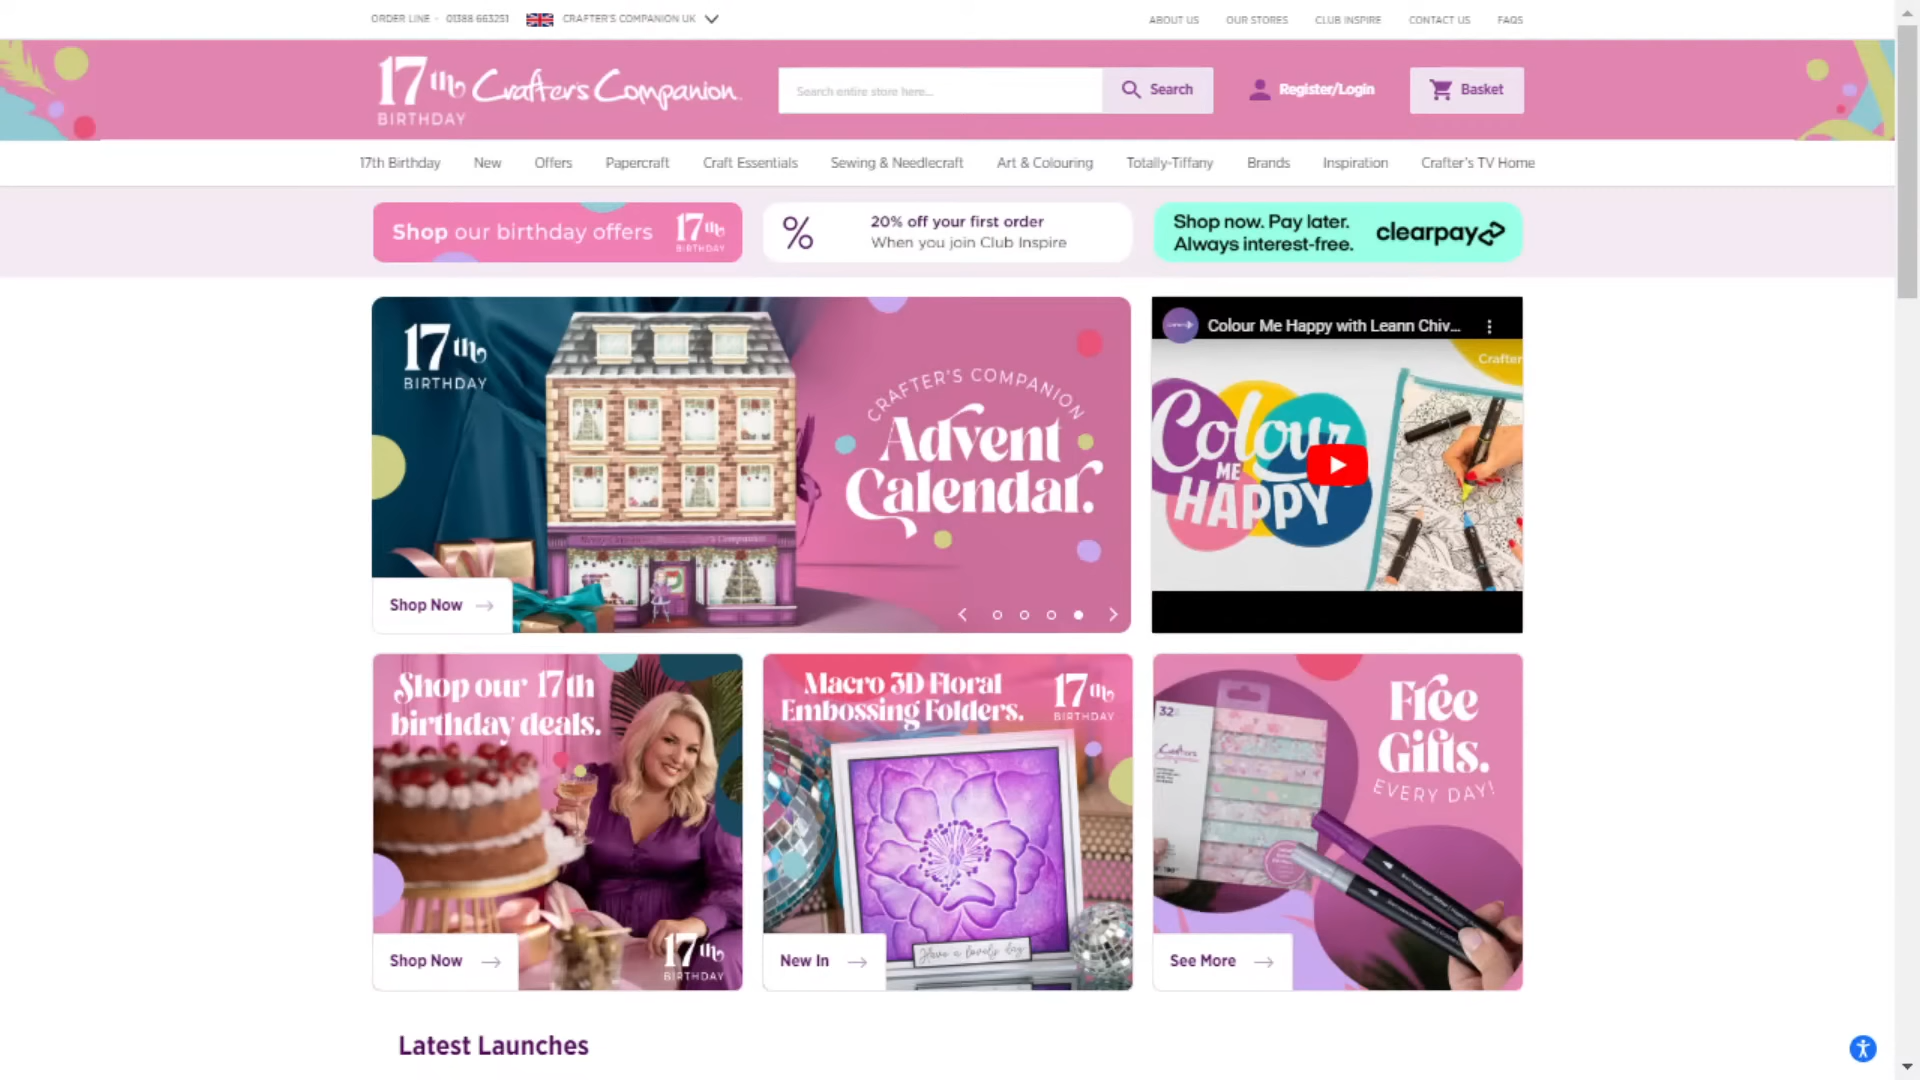 ORDER LINE - 01388 663251
CRAFTER'S COMPANION UK
ABOUT US
OUR STORES
CLUB INSPIRE
CONTACT US
FAQS
17th BIRTHDAY
Crafter's Companion.
Search entire store here...
Search
Register/Login
Basket
17th Birthday
New
Offers
Papercraft
Craft Essentials
Sewing & Needlecraft
Art & Colouring
Totally-Tiffany
Brands
Inspiration
Crafter's TV Home
Shop our birthday offers
17th
BIRTHDAY
%
20% off your first order
When you join Club Inspire
Shop now. Pay later.
Always interest-free.
clearpay
17th
BIRTHDAY
CRAFTER'S COMPANION
Advent
Calendar.
Shop Now
Colour Me Happy with Leann Chiv...
Crafter
Colour
ME
HAPPY
Shop our 17th
birthday deals.
17th
BIRTHDAY
Shop Now
Macro 3D Floral
Embossing Folders.
17th
BIRTHDAY
Have a lovely day
New In
Free
Gifts.
EVERY DAY!
32
Crafters
See More
Latest Launches